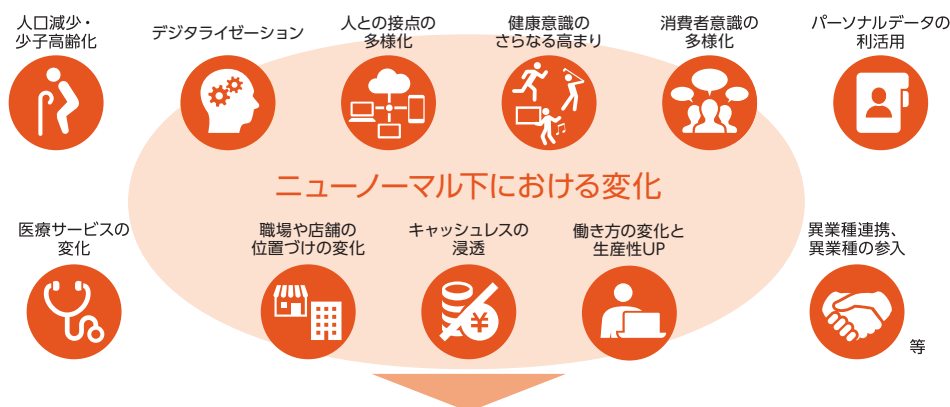 人口減少・
少子高齢化
デジタライゼーション
人との接点の
多様化
健康意識の
さらなる高まり
消費者意識の
多様化
パーソナルデータの
利活用
ニューノーマル下における変化
医療サービスの
変化
職場や店舗の
位置づけの変化
キャッシュレスの
浸透
働き方の変化と
生産性UP
異業種連携、
異業種の参入
¥
等